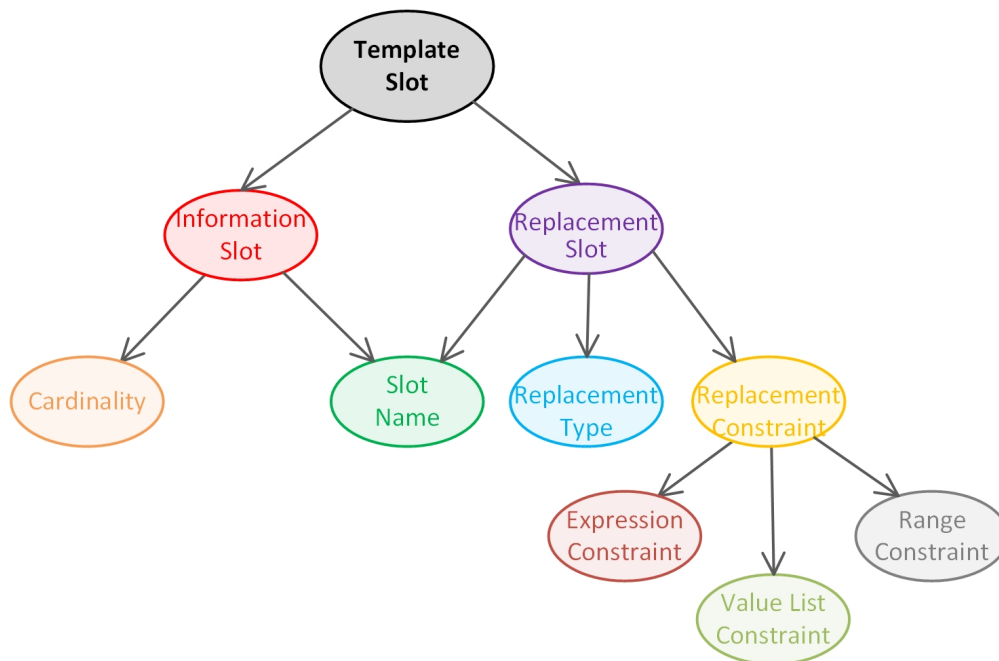 Template
Slot
Information
Slot
Replacement
Slot
Cardinality
Slot
Name
Replacement
Type
Replacement
Constraint
Expression
Constraint
Range
Constraint
Value List
Constraint